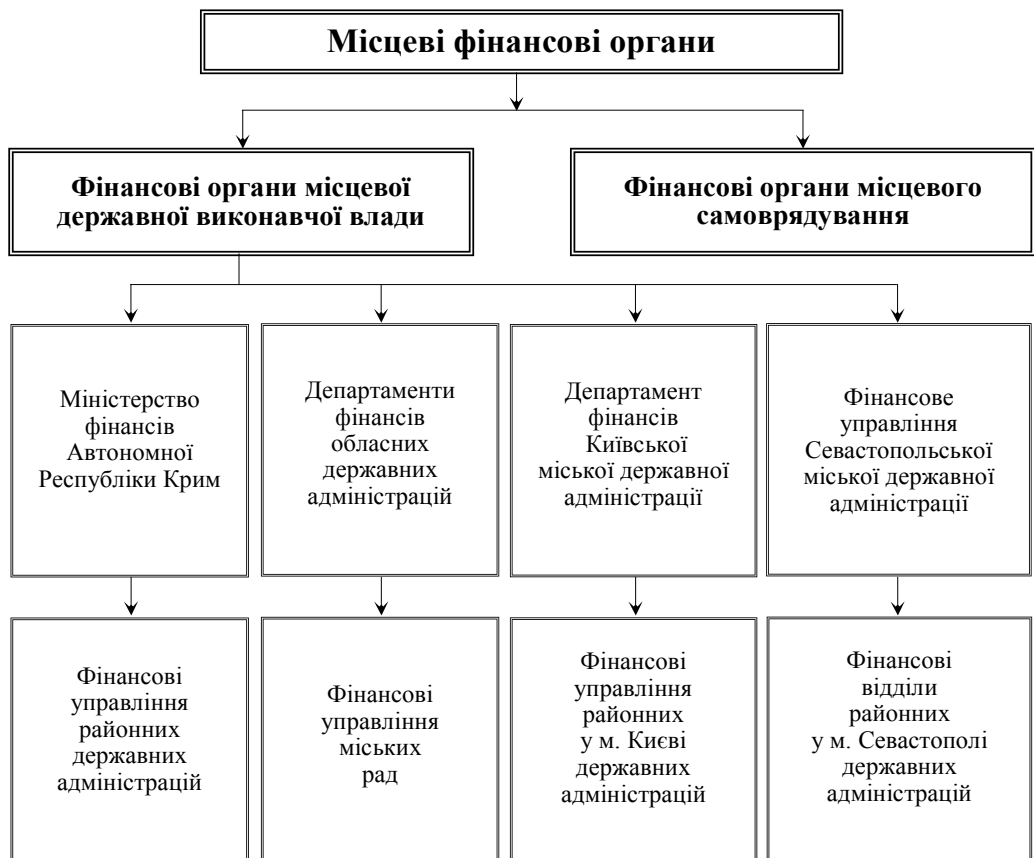 Місцеві фінансові органи
Фінансові органи місцевої
державної виконавчої влади
Фінансові органи місцевого
самоврядування
Міністерство
фінансів
Автономної
Республіки Крим
Департаменти
фінансів
обласних
державних
адміністрацій
Департамент
фінансів
Київської
міської державної
адміністрації
Фінансове
управління
Севастопольської
міської державної
адміністрації
Фінансові
управління
районних
державних
адміністрацій
Фінансові
управління
міських
рад
Фінансові
управління
районних
у м. Києві
державних
адміністрацій
Фінансові
відділи
районних
у м. Севастополі
державних
адміністрацій